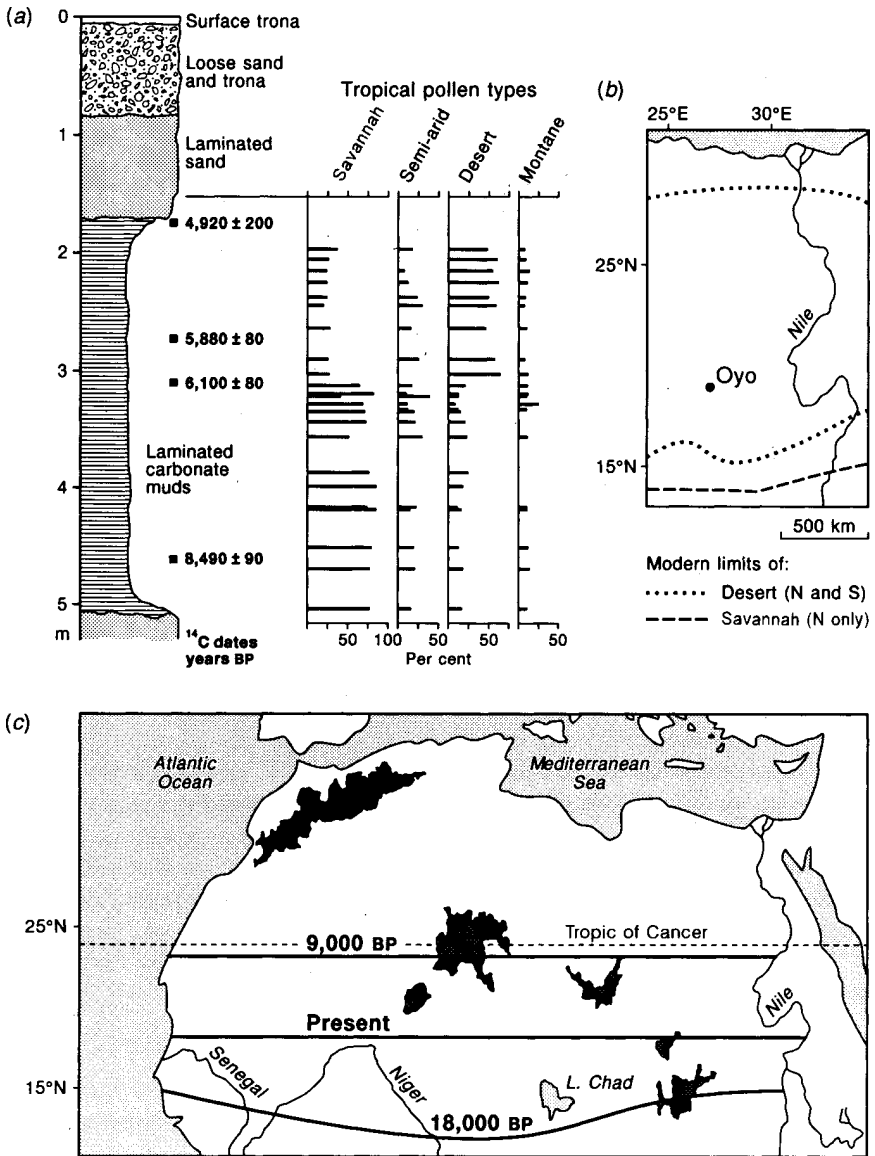 (a)
0
Surface trona
Loose sand
and trona
Tropical pollen types
1
Laminated
sand
Savannah
Semi-arid
Desert
Montane
4,920 ± 200
2
5,880 ± 80
3
6,100 ± 80
Laminated
carbonate
muds
4
8,490 ± 90
5
m
14C dates
years BP
50
100
50
50
50
Per cent
(b)
25°E
30°E
25°N
Nile
Oyo
15°N
500 km
Modern limits of:
Desert (N and S)
Savannah (N only)
(c)
Atlantic
Ocean
Mediterranean
Sea
25°N
9,000 BP
Tropic of Cancer
Present
Nile
Senegal
Niger
L. Chad
15°N
18,000 BP